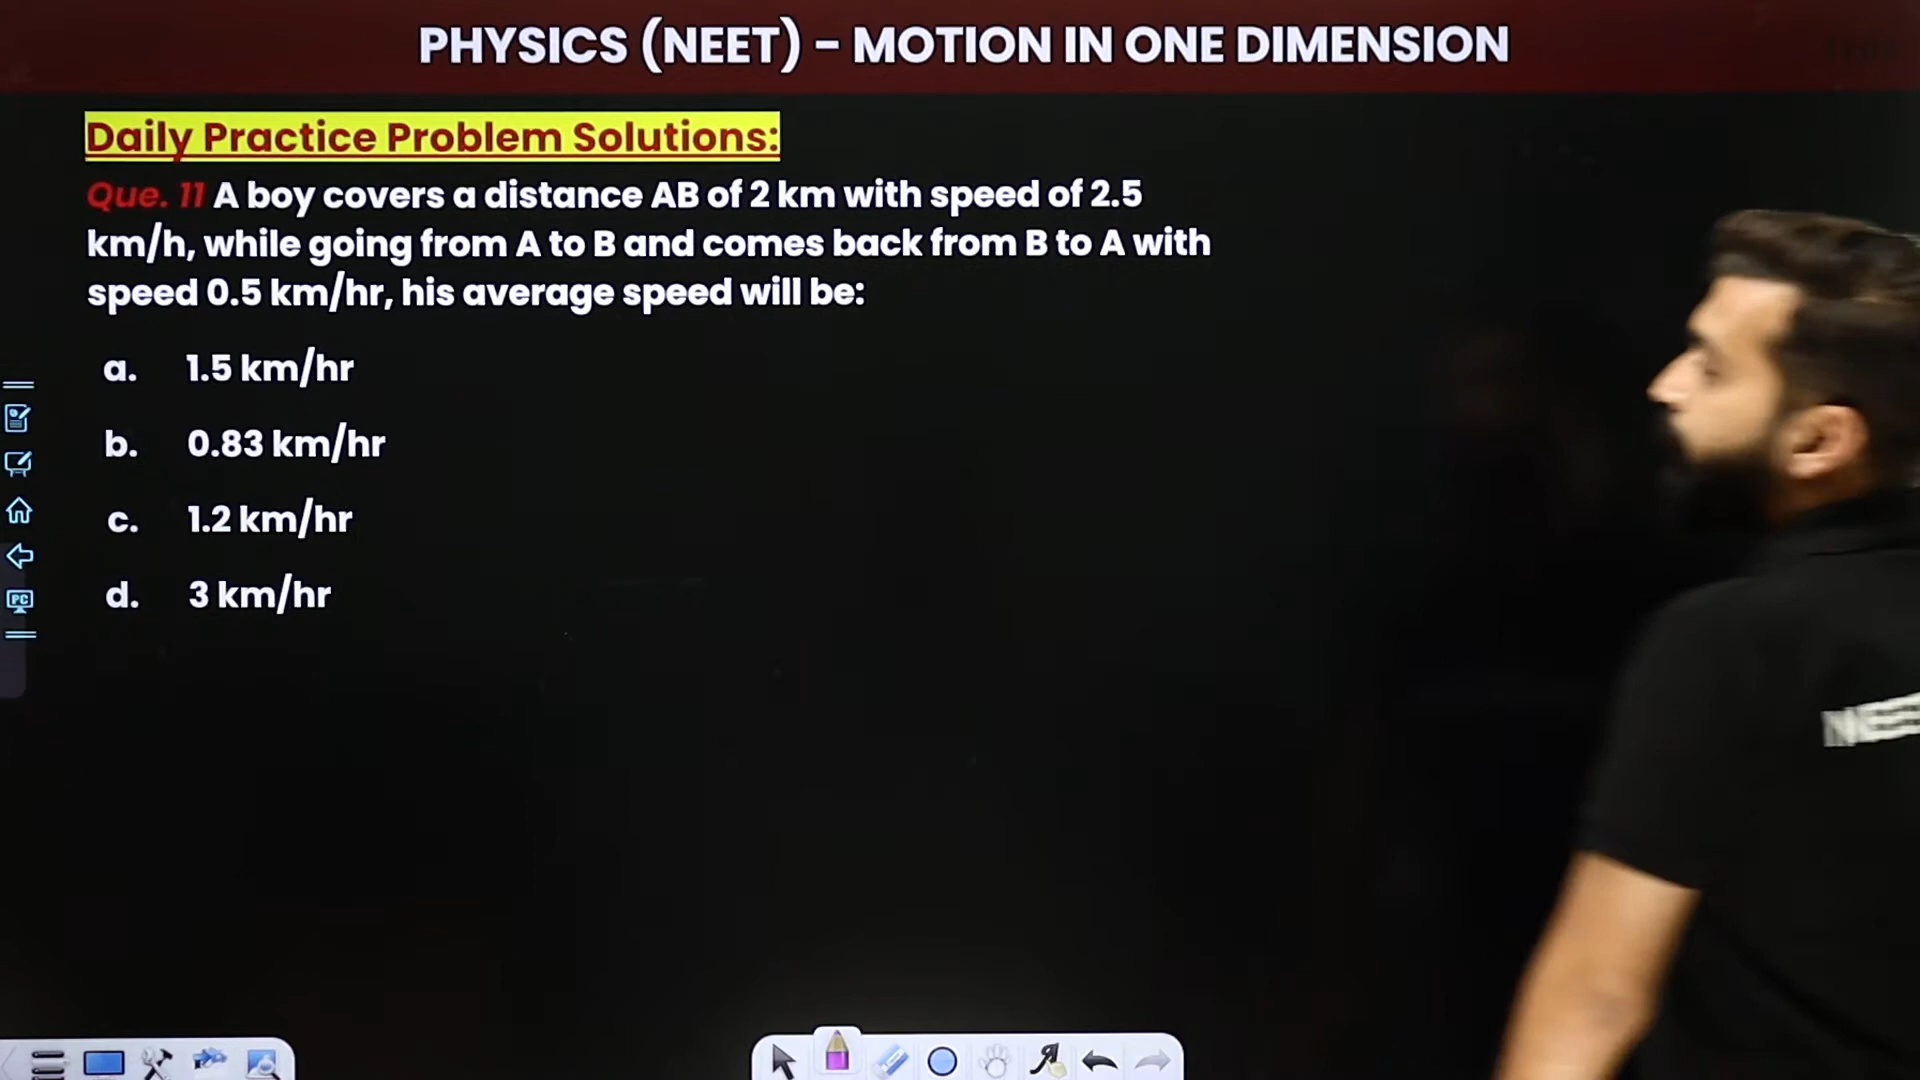 PHYSICS (NEET) - MOTION IN ONE DIMENSION
Daily Practice Problem Solutions:
Que. 11 A boy covers a distance AB of 2 km with speed of 2.5
km/h, while going from A to B and comes back from B to A with
speed 0.5 km/hr, his average speed will be:
a. 1.5 km/hr
b. 0.83 km/hr
c. 1.2 km/hr
d. 3 km/hr
PC